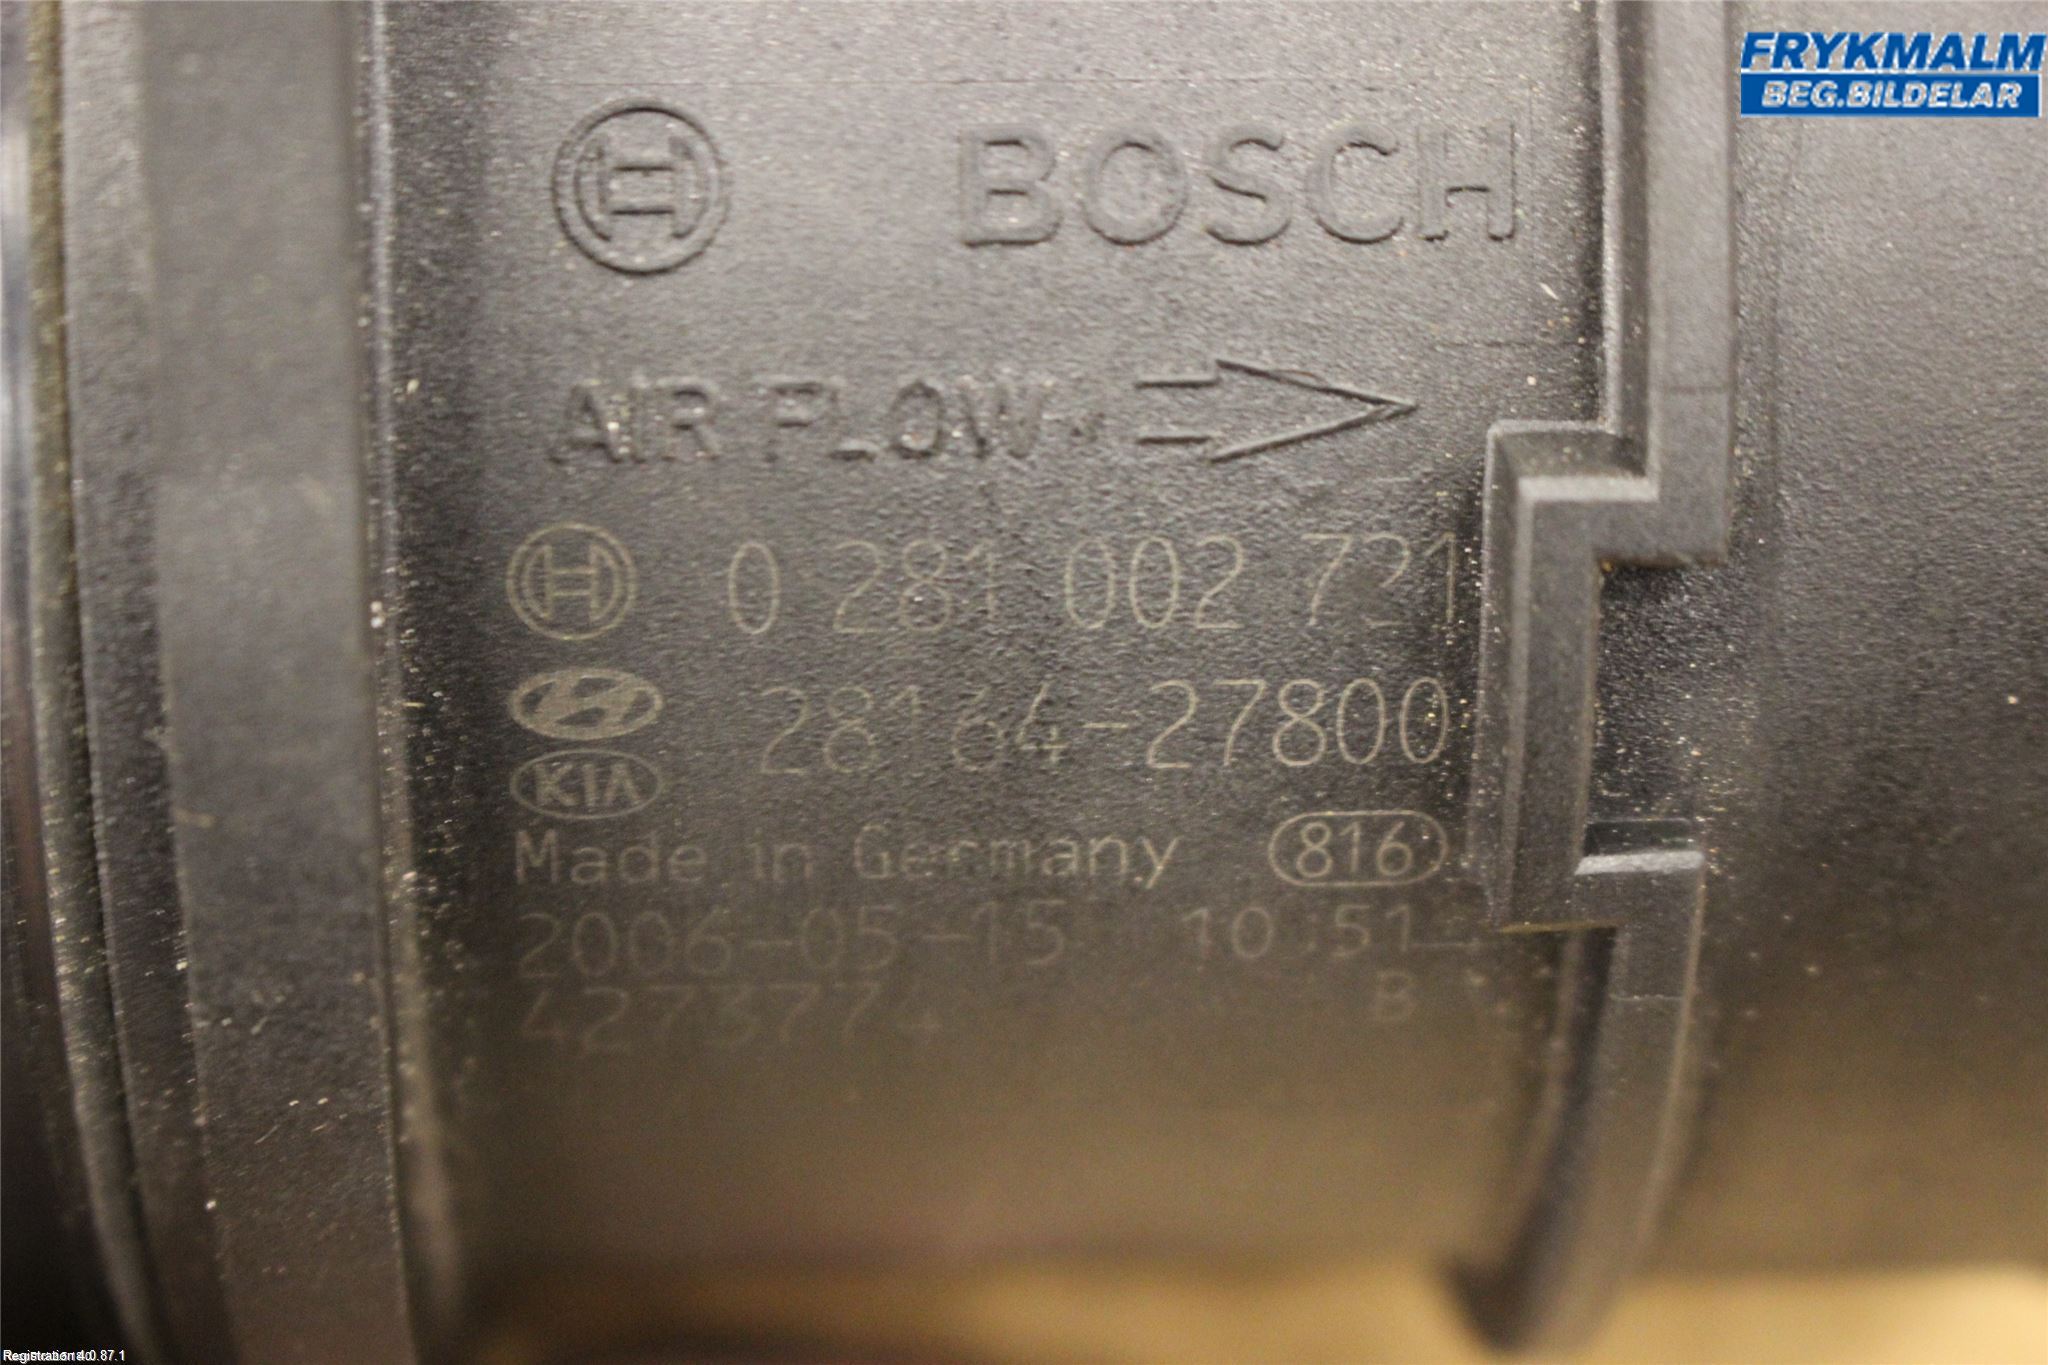 FRYKMALM
BEG.BILDELAR
BOSCH
AIR FLOW
0 281 002 721
28164-27800
KIA
Made in Germany 816
2006-05-15 10:51
4273774 B